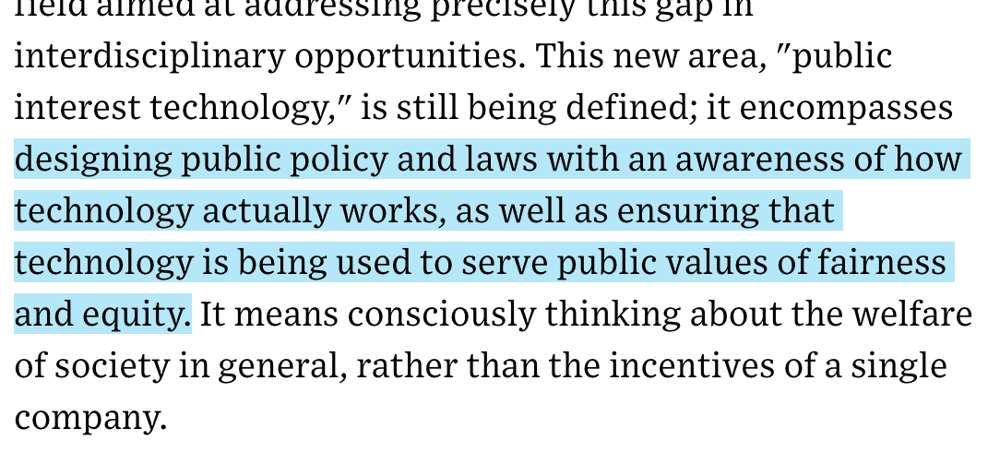 field aimed at addressing precisely this gap in
interdisciplinary opportunities. This new area, "public
interest technology," is still being defined; it encompasses
designing public policy and laws with an awareness of how
technology actually works, as well as ensuring that
technology is being used to serve public values of fairness
and equity. It means consciously thinking about the welfare
of society in general, rather than the incentives of a single
company.